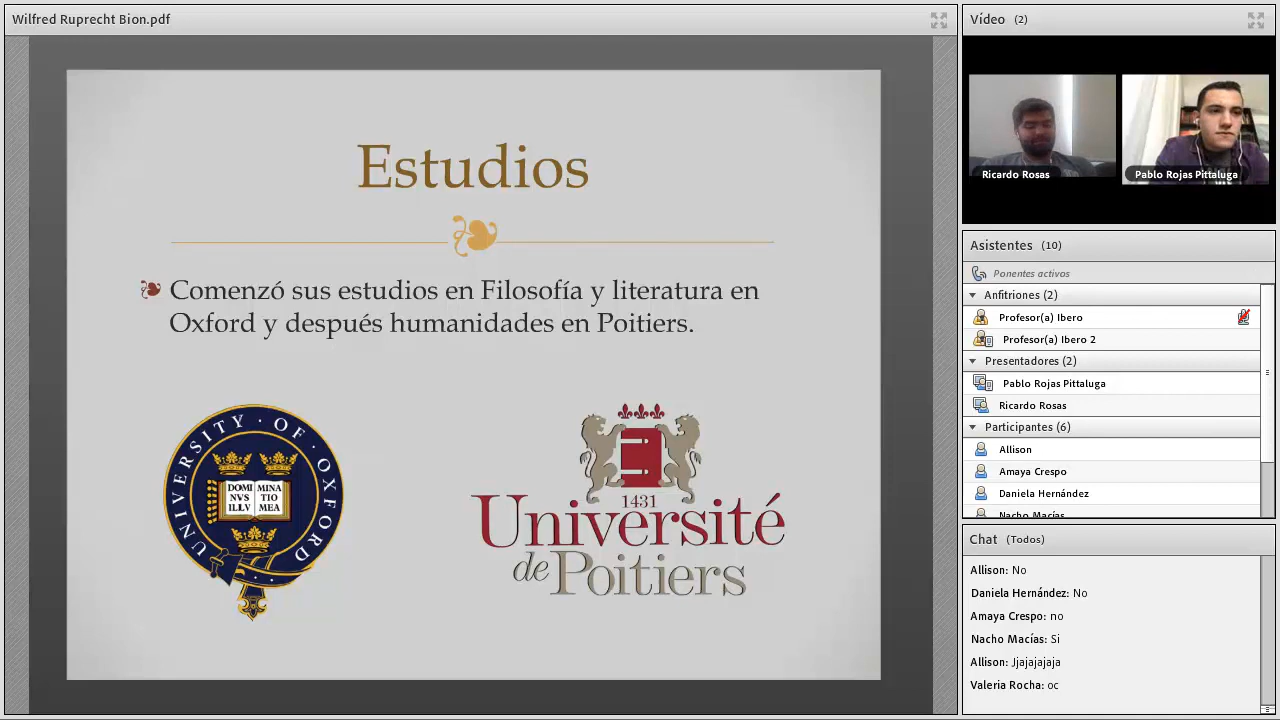 Wilfred Ruprecht Bion.pdf
Estudios
Comenzó sus estudios en Filosofía y literatura en
Oxford y después humanidades en Poitiers.
UNIVERSITY · OF · OXFORD
DOMI MINA
NVS TIO
ILLV MEA
1431
Université
de Poitiers
Vídeo (2)
Ricardo Rosas
Pablo Rojas Pittaluga
Asistentes (10)
Ponentes activos
Anfitriones (2)
Profesor(a) Ibero
Profesor(a) Ibero 2
Presentadores (2)
Pablo Rojas Pittaluga
Ricardo Rosas
Participantes (6)
Allison
Amaya Crespo
Daniela Hernández
Nacho Macías
Chat (Todos)
Allison: No
Daniela Hernández: No
Amaya Crespo: no
Nacho Macías: Si
Allison: Jjajajajaja
Valeria Rocha: oc